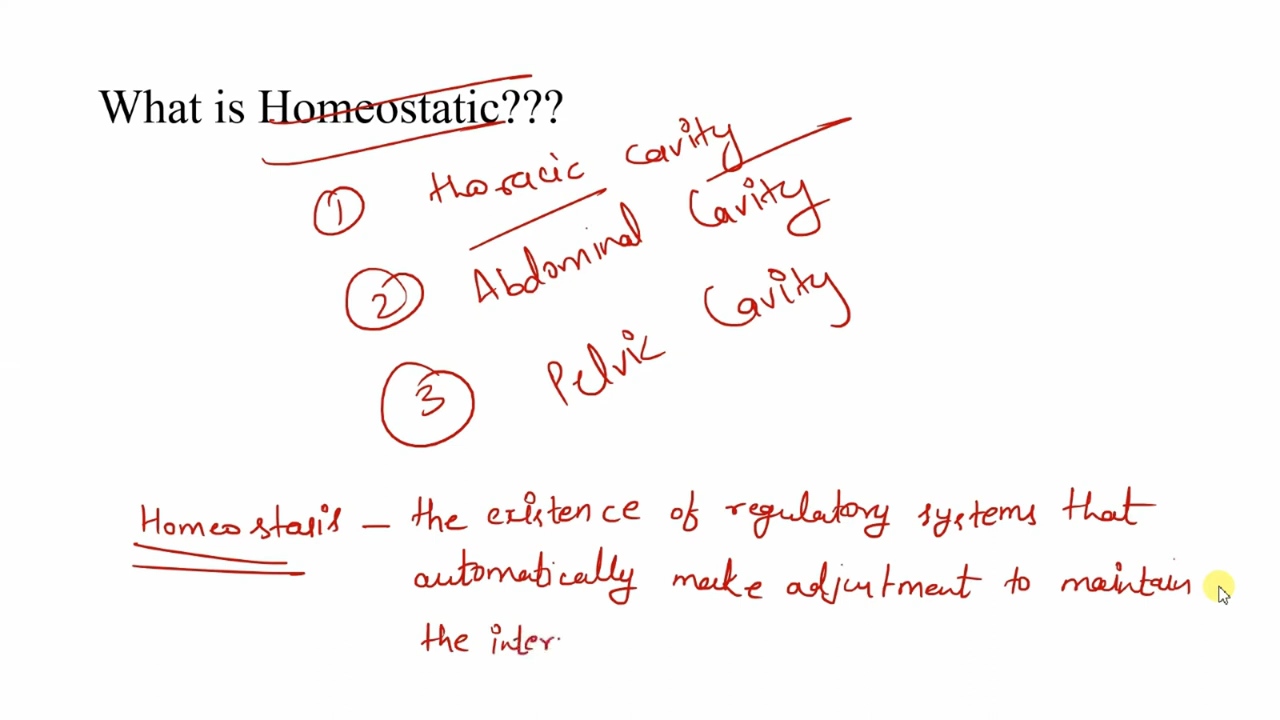 What is Homeostatic???
① thoracic cavity
② Abdominal Cavity
③ Pelvic Cavity
Homeostasis – the existence of regulatory systems that
automatically make adjustment to maintain
the inter